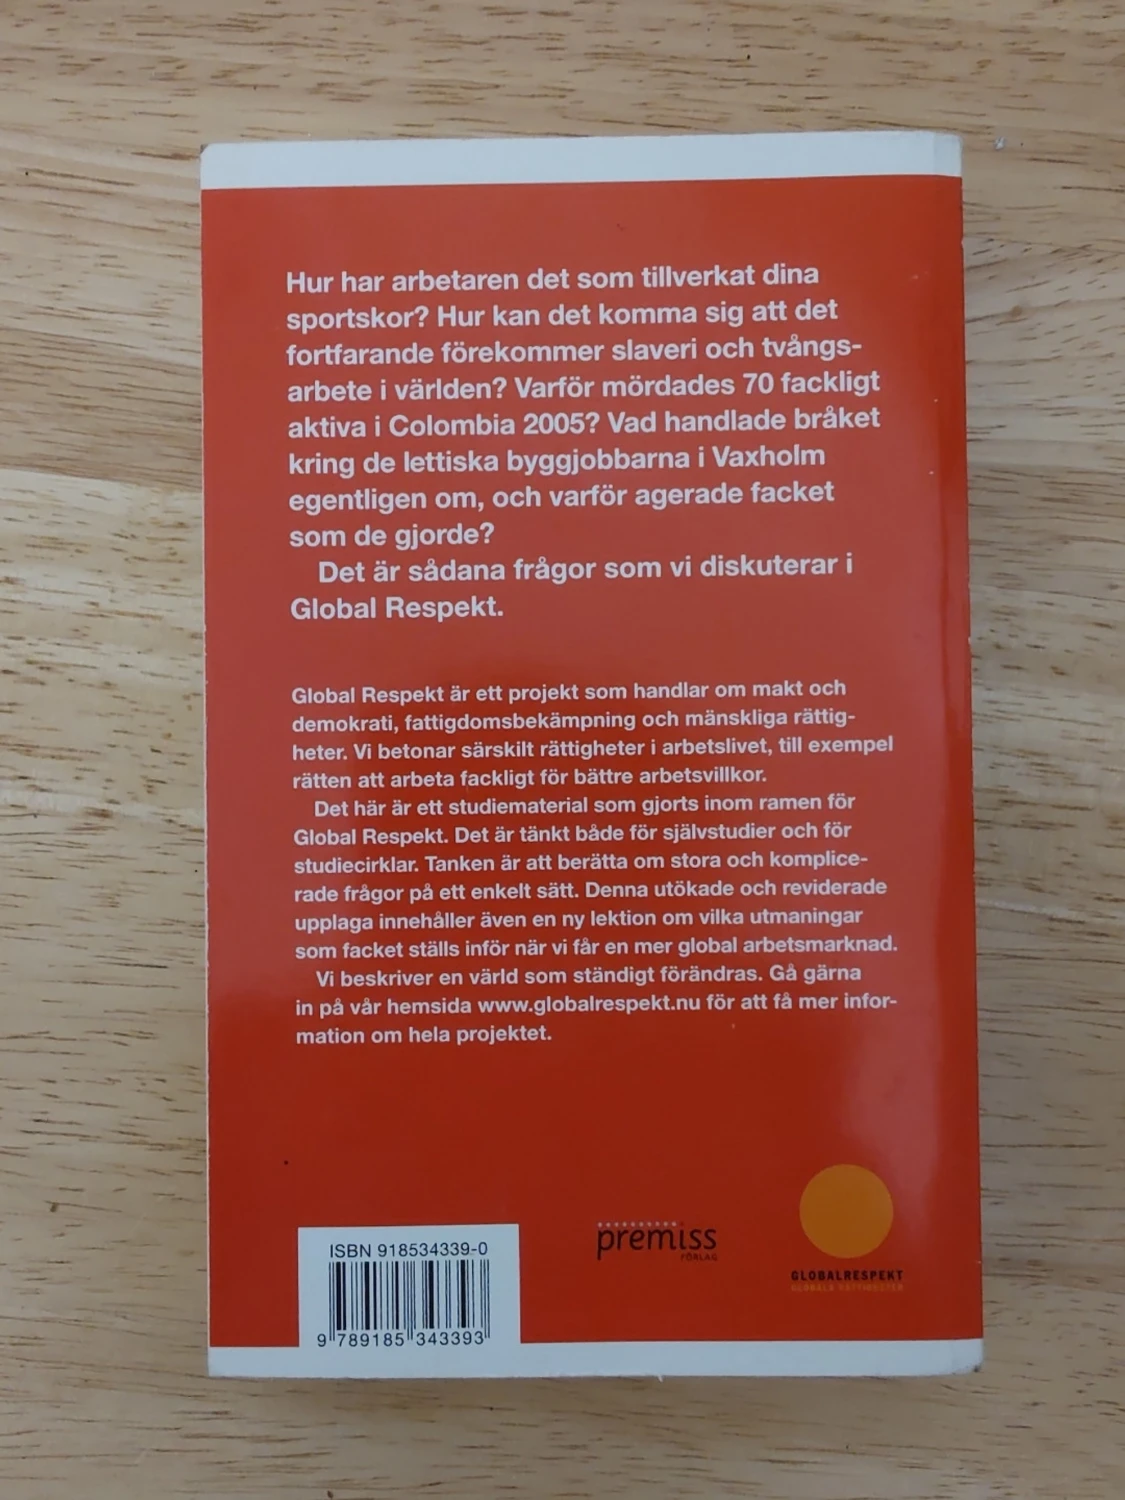 Hur har arbetaren det som tillverkat dina
sportskor? Hur kan det komma sig att det
fortfarande förekommer slaveri och tvångs-
arbete i världen? Varför mördades 70 fackligt
aktiva i Colombia 2005? Vad handlade bråket
kring de lettiska byggjobbarna i Vaxholm
egentligen om, och varför agerade facket
som de gjorde?
Det är sådana frågor som vi diskuterar i
Global Respekt.
Global Respekt är ett projekt som handlar om makt och
demokrati, fattigdomsbekämpning och mänskliga rättig-
heter. Vi betonar särskilt rättigheter i arbetslivet, till exempel
rätten att arbeta fackligt för bättre arbetsvillkor.
Det här är ett studiematerial som gjorts inom ramen för
Global Respekt. Det är tänkt både för självstudier och för
studiecirklar. Tanken är att berätta om stora och komplice-
rade frågor på ett enkelt sätt. Denna utökade och reviderade
upplaga innehåller även en ny lektion om vilka utmaningar
som facket ställs inför när vi får en mer global arbetsmarknad.
Vi beskriver en värld som ständigt förändras. Gå gärna
in på vår hemsida www.globalrespekt.nu för att få mer infor-
mation om hela projektet.
ISBN 918534339-0
9 789185 343393
premiss
FÖRLAG
GLOBALRESPEKT
GLOBALA RÄTTIGHETER